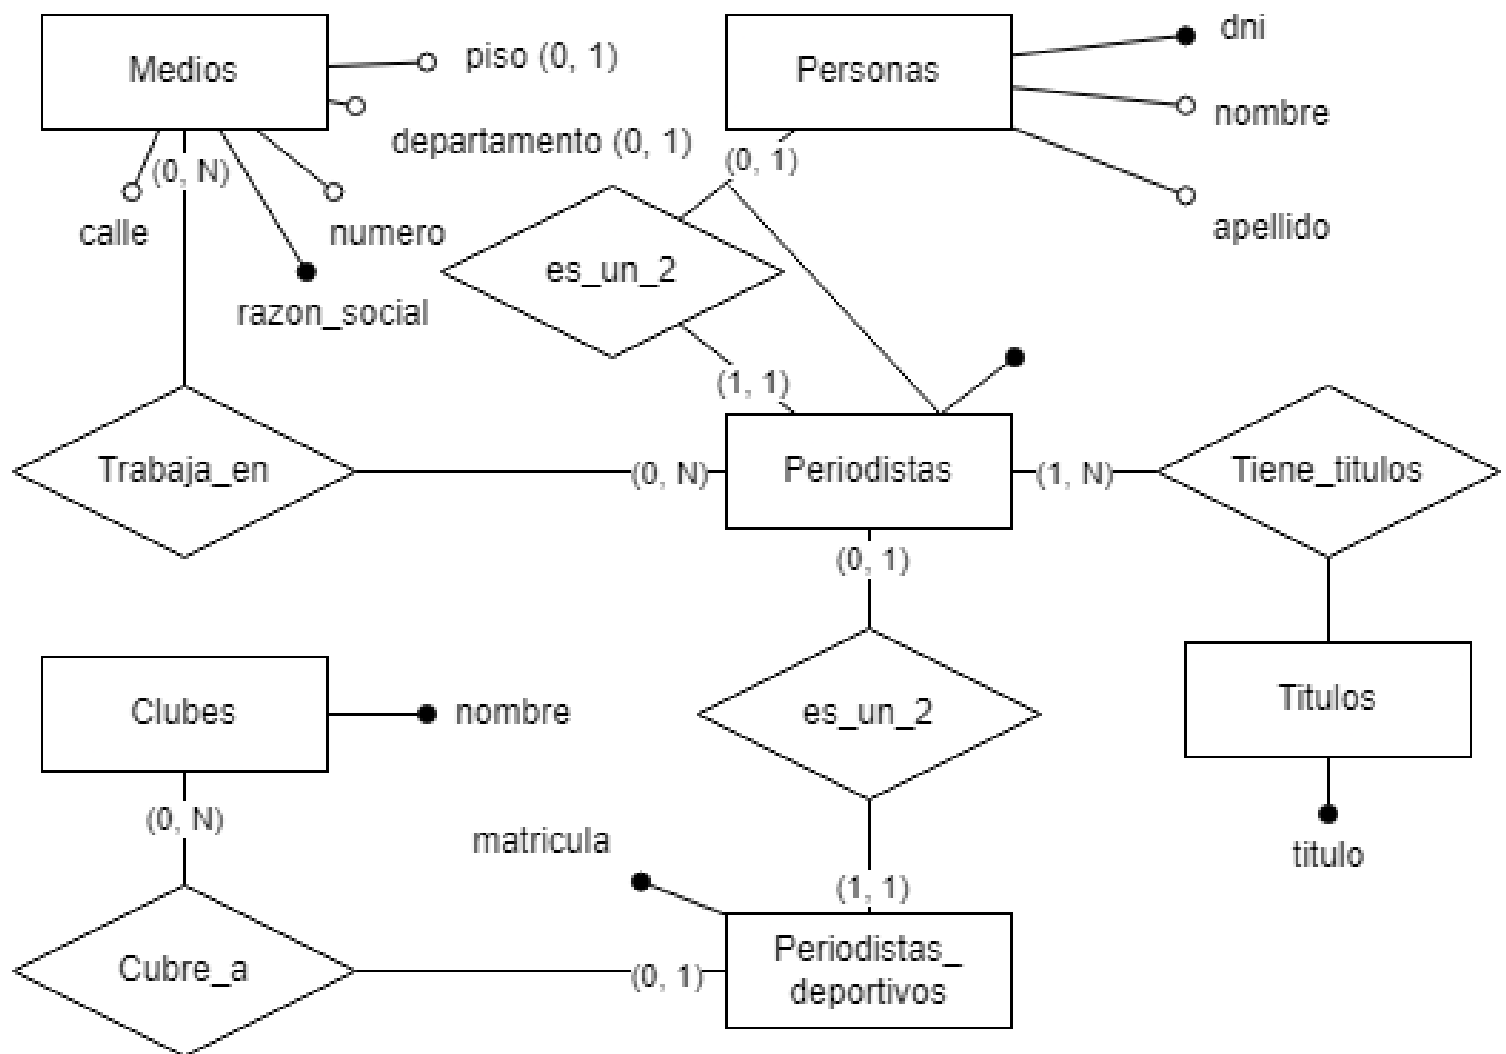 dni
Medios
piso (0, 1)
Personas
nombre
departamento (0, 1)
(0, N)
(0, 1)
calle
numero
apellido
es_un_2
razon_social
(1, 1)
Trabaja_en
(0, N)
Periodistas
(1, N)
Tiene_titulos
(0, 1)
Clubes
nombre
es_un_2
Titulos
(0, N)
matricula
titulo
(1, 1)
Cubre_a
(0, 1)
Periodistas_
deportivos